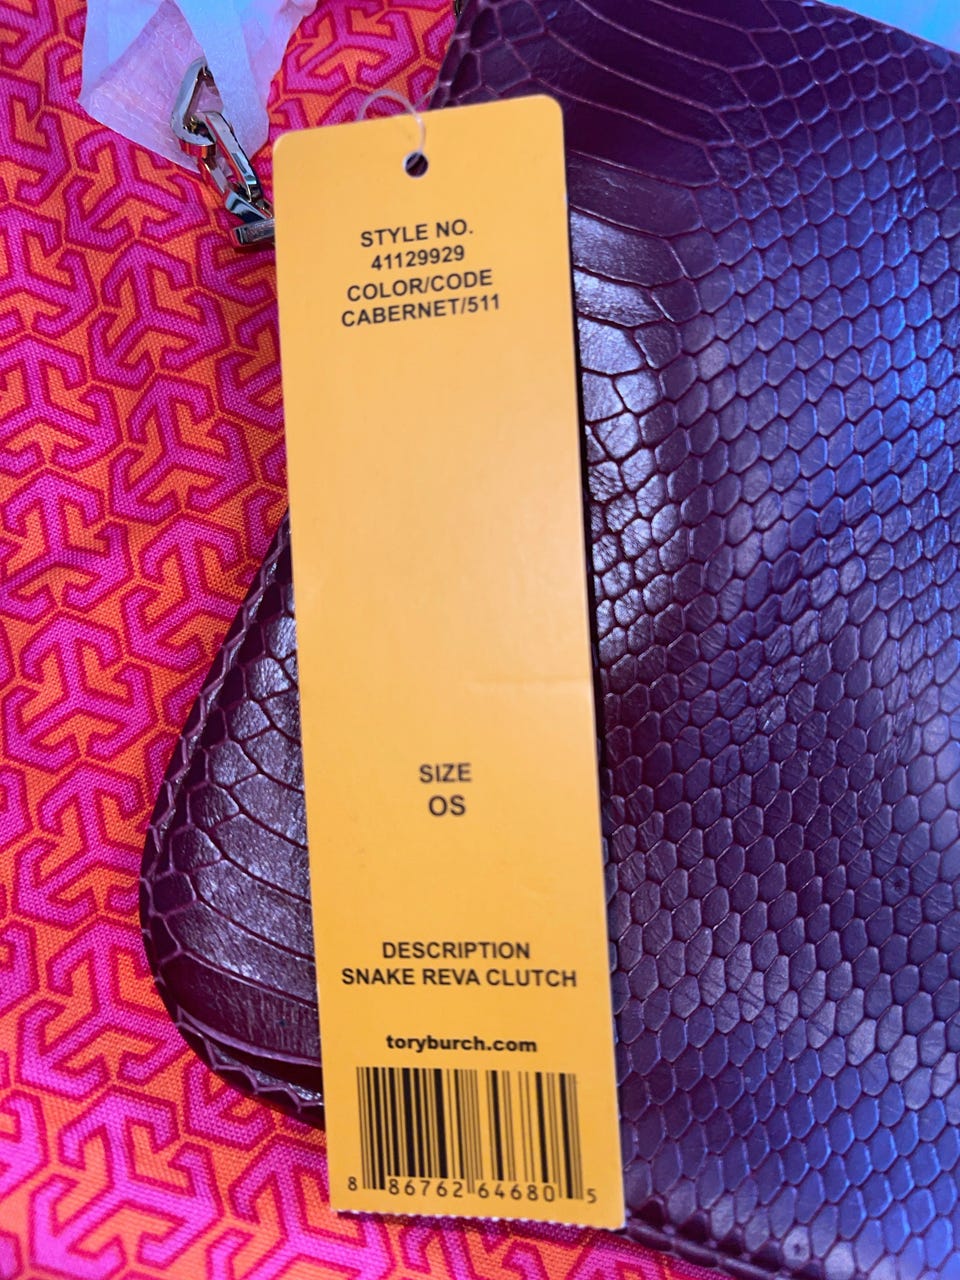 STYLE NO.
41129929
COLOR/CODE
CABERNET/511
SIZE
OS
DESCRIPTION
SNAKE REVA CLUTCH
toryburch.com
8 86762 64680 5